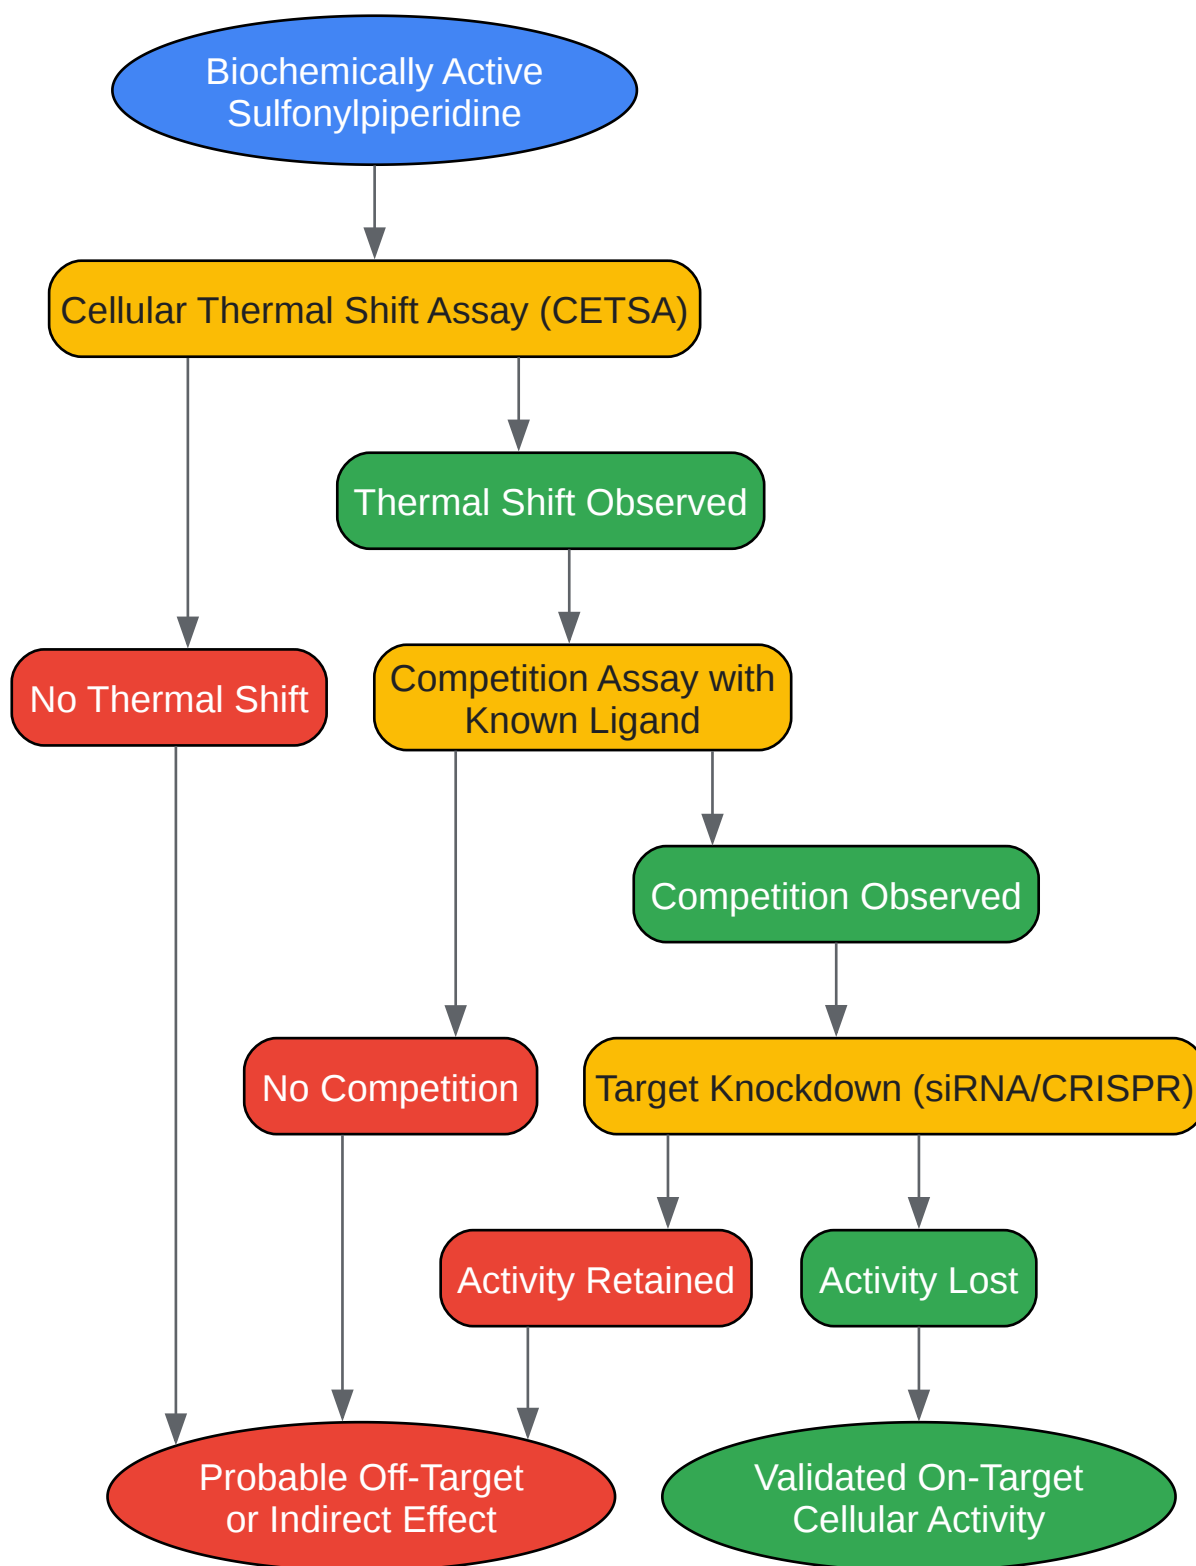 Biochemically Active
Sulfonylpiperidine
Cellular Thermal Shift Assay (CETSA)
Thermal Shift Observed
No Thermal Shift
Competition Assay with
Known Ligand
Competition Observed
No Competition
Target Knockdown (siRNA/CRISPR)
Activity Retained
Activity Lost
Probable Off-Target
or Indirect Effect
Validated On-Target
Cellular Activity